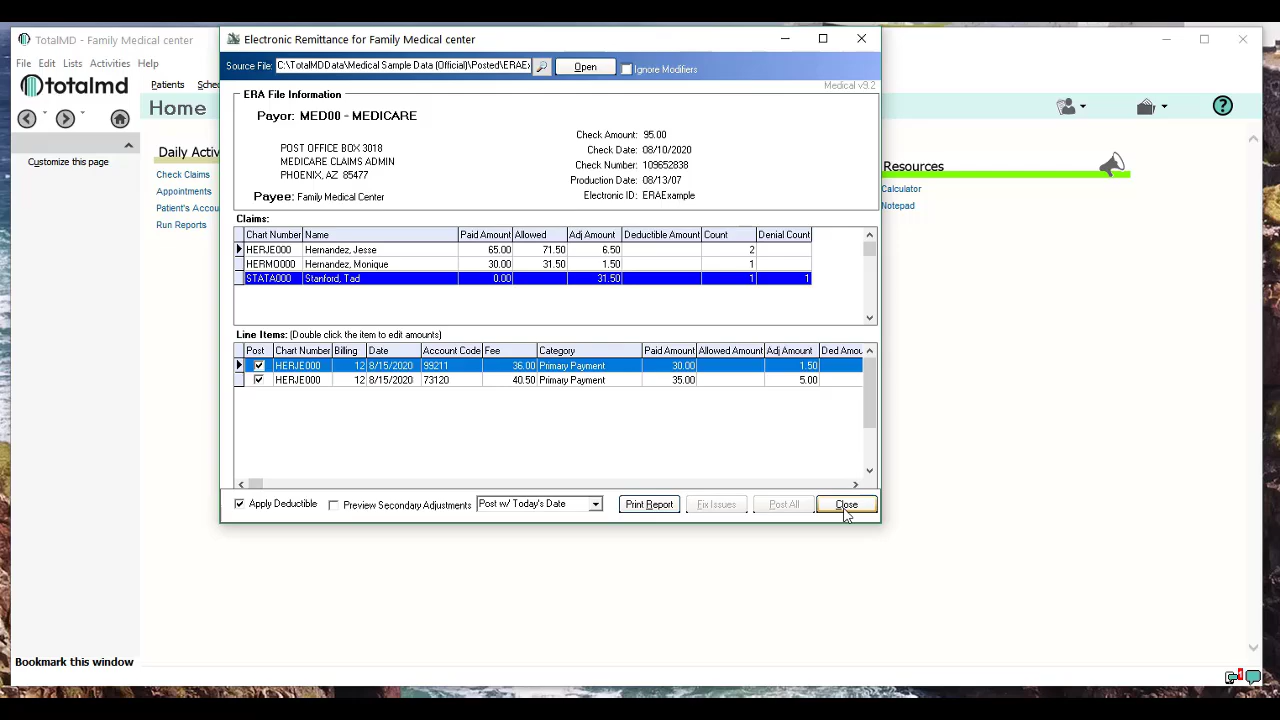 TotalMD - Family Medical center
Electronic Remittance for Family Medical center
File Edit Lists Activities Help
totalmd
Patients
Home
Customize this page
Daily Activ
Check Claims
Appointments
Patient's Accou
Run Reports
Source File: C:\TotalMDData\Medical Sample Data (Official)\Posted\ERAEx
Open
Ignore Modifiers
Medical v9.2
ERA File Information
Payor: MED00 - MEDICARE
POST OFFICE BOX 3018
MEDICARE CLAIMS ADMIN
PHOENIX, AZ 85477
Payee: Family Medical Center
Check Amount: 95.00
Check Date: 08/10/2020
Check Number: 109652838
Production Date: 08/13/07
Electronic ID: ERAExample
Claims:
Chart Number Name Paid Amount Allowed Adj Amount Deductible Amount Count Denial Count
HERJE000 Hernandez, Jesse 65.00 71.50 6.50 2
HERMO000 Hernandez, Monique 30.00 31.50 1.50 1
STATA000 Stanford, Tad 0.00 31.50 1 1
Line Items: (Double click the item to edit amounts)
Post Chart Number Billing Date Account Code Fee Category Paid Amount Allowed Amount Adj Amount Ded Amou
HERJE000 12 8/15/2020 99211 36.00 Primary Payment 30.00 1.50
HERJE000 12 8/15/2020 73120 40.50 Primary Payment 35.00 5.00
Apply Deductible Preview Secondary Adjustments Post w/ Today's Date Print Report Fix Issues Post All Close
Resources
Calculator
Notepad
Bookmark this window